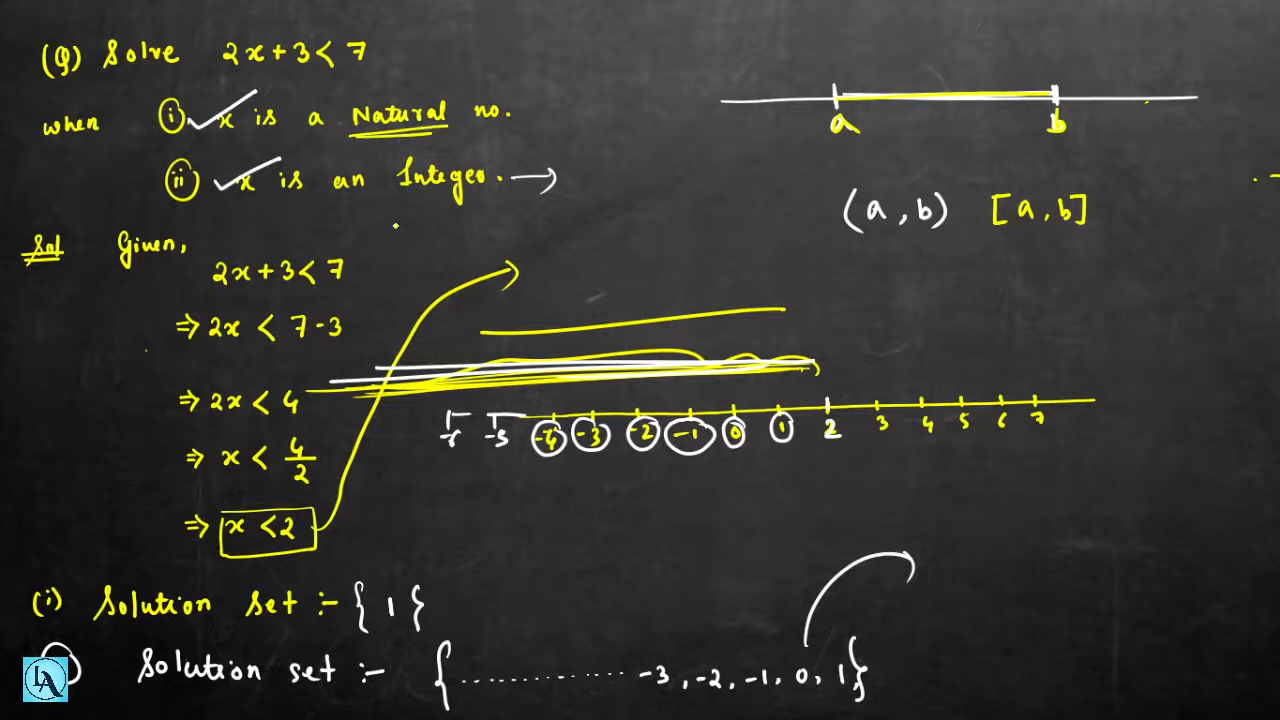 (Q) Solve 2x + 3 < 7
when (i) x is a Natural no.
(ii) x is an Integer. →
a b
(a, b) [a, b]
Sol Given,
2x + 3 < 7
⇒ 2x < 7 - 3
⇒ 2x < 4
⇒ x < 4/2
⇒ x < 2
-5 -4 -3 -2 -1 0 1 2 3 4 5 6 7
(i) Solution set :- { 1 }
Solution set :- { ............. -3, -2, -1, 0, 1 }
LA